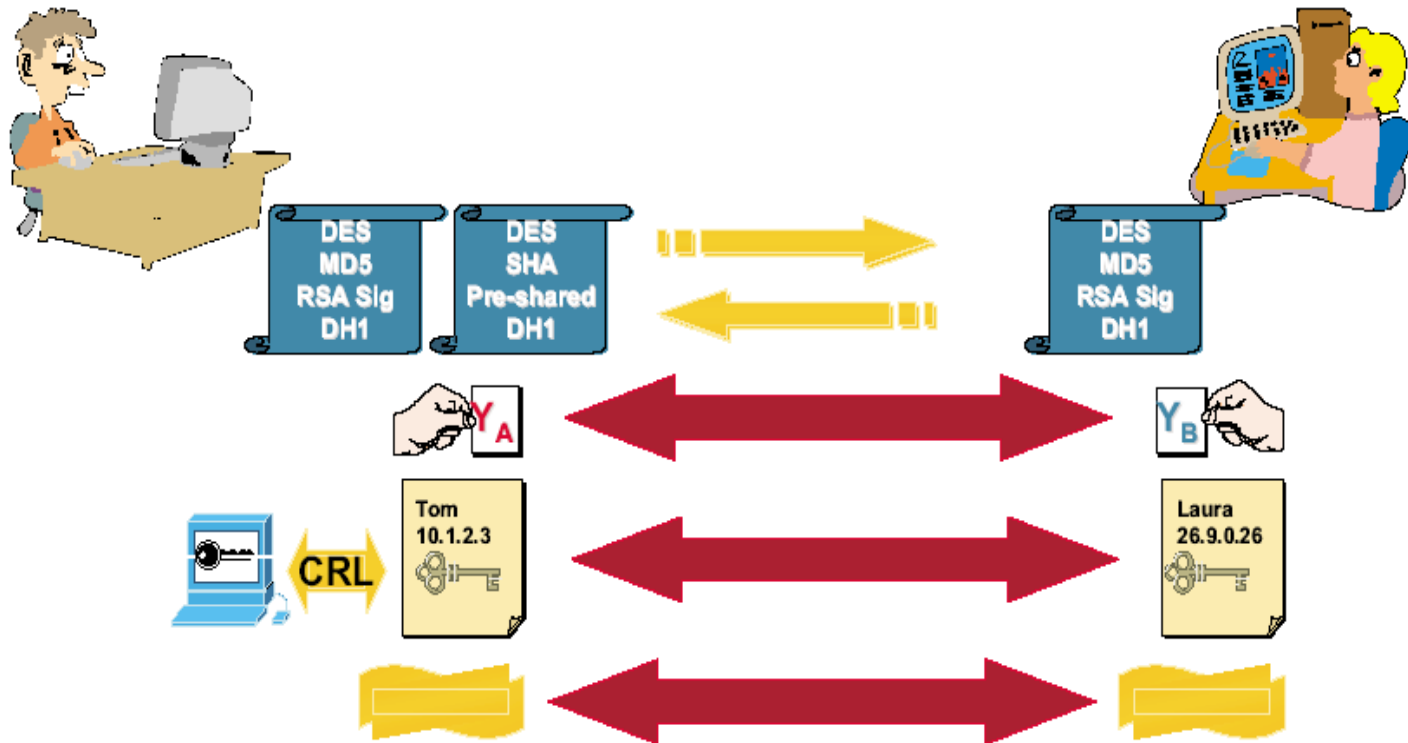 DES
MD5
RSA Sig
DH1
DES
SHA
Pre-shared
DH1
DES
MD5
RSA Sig
DH1
YA
YB
CRL
Tom
10.1.2.3
Laura
26.9.0.26